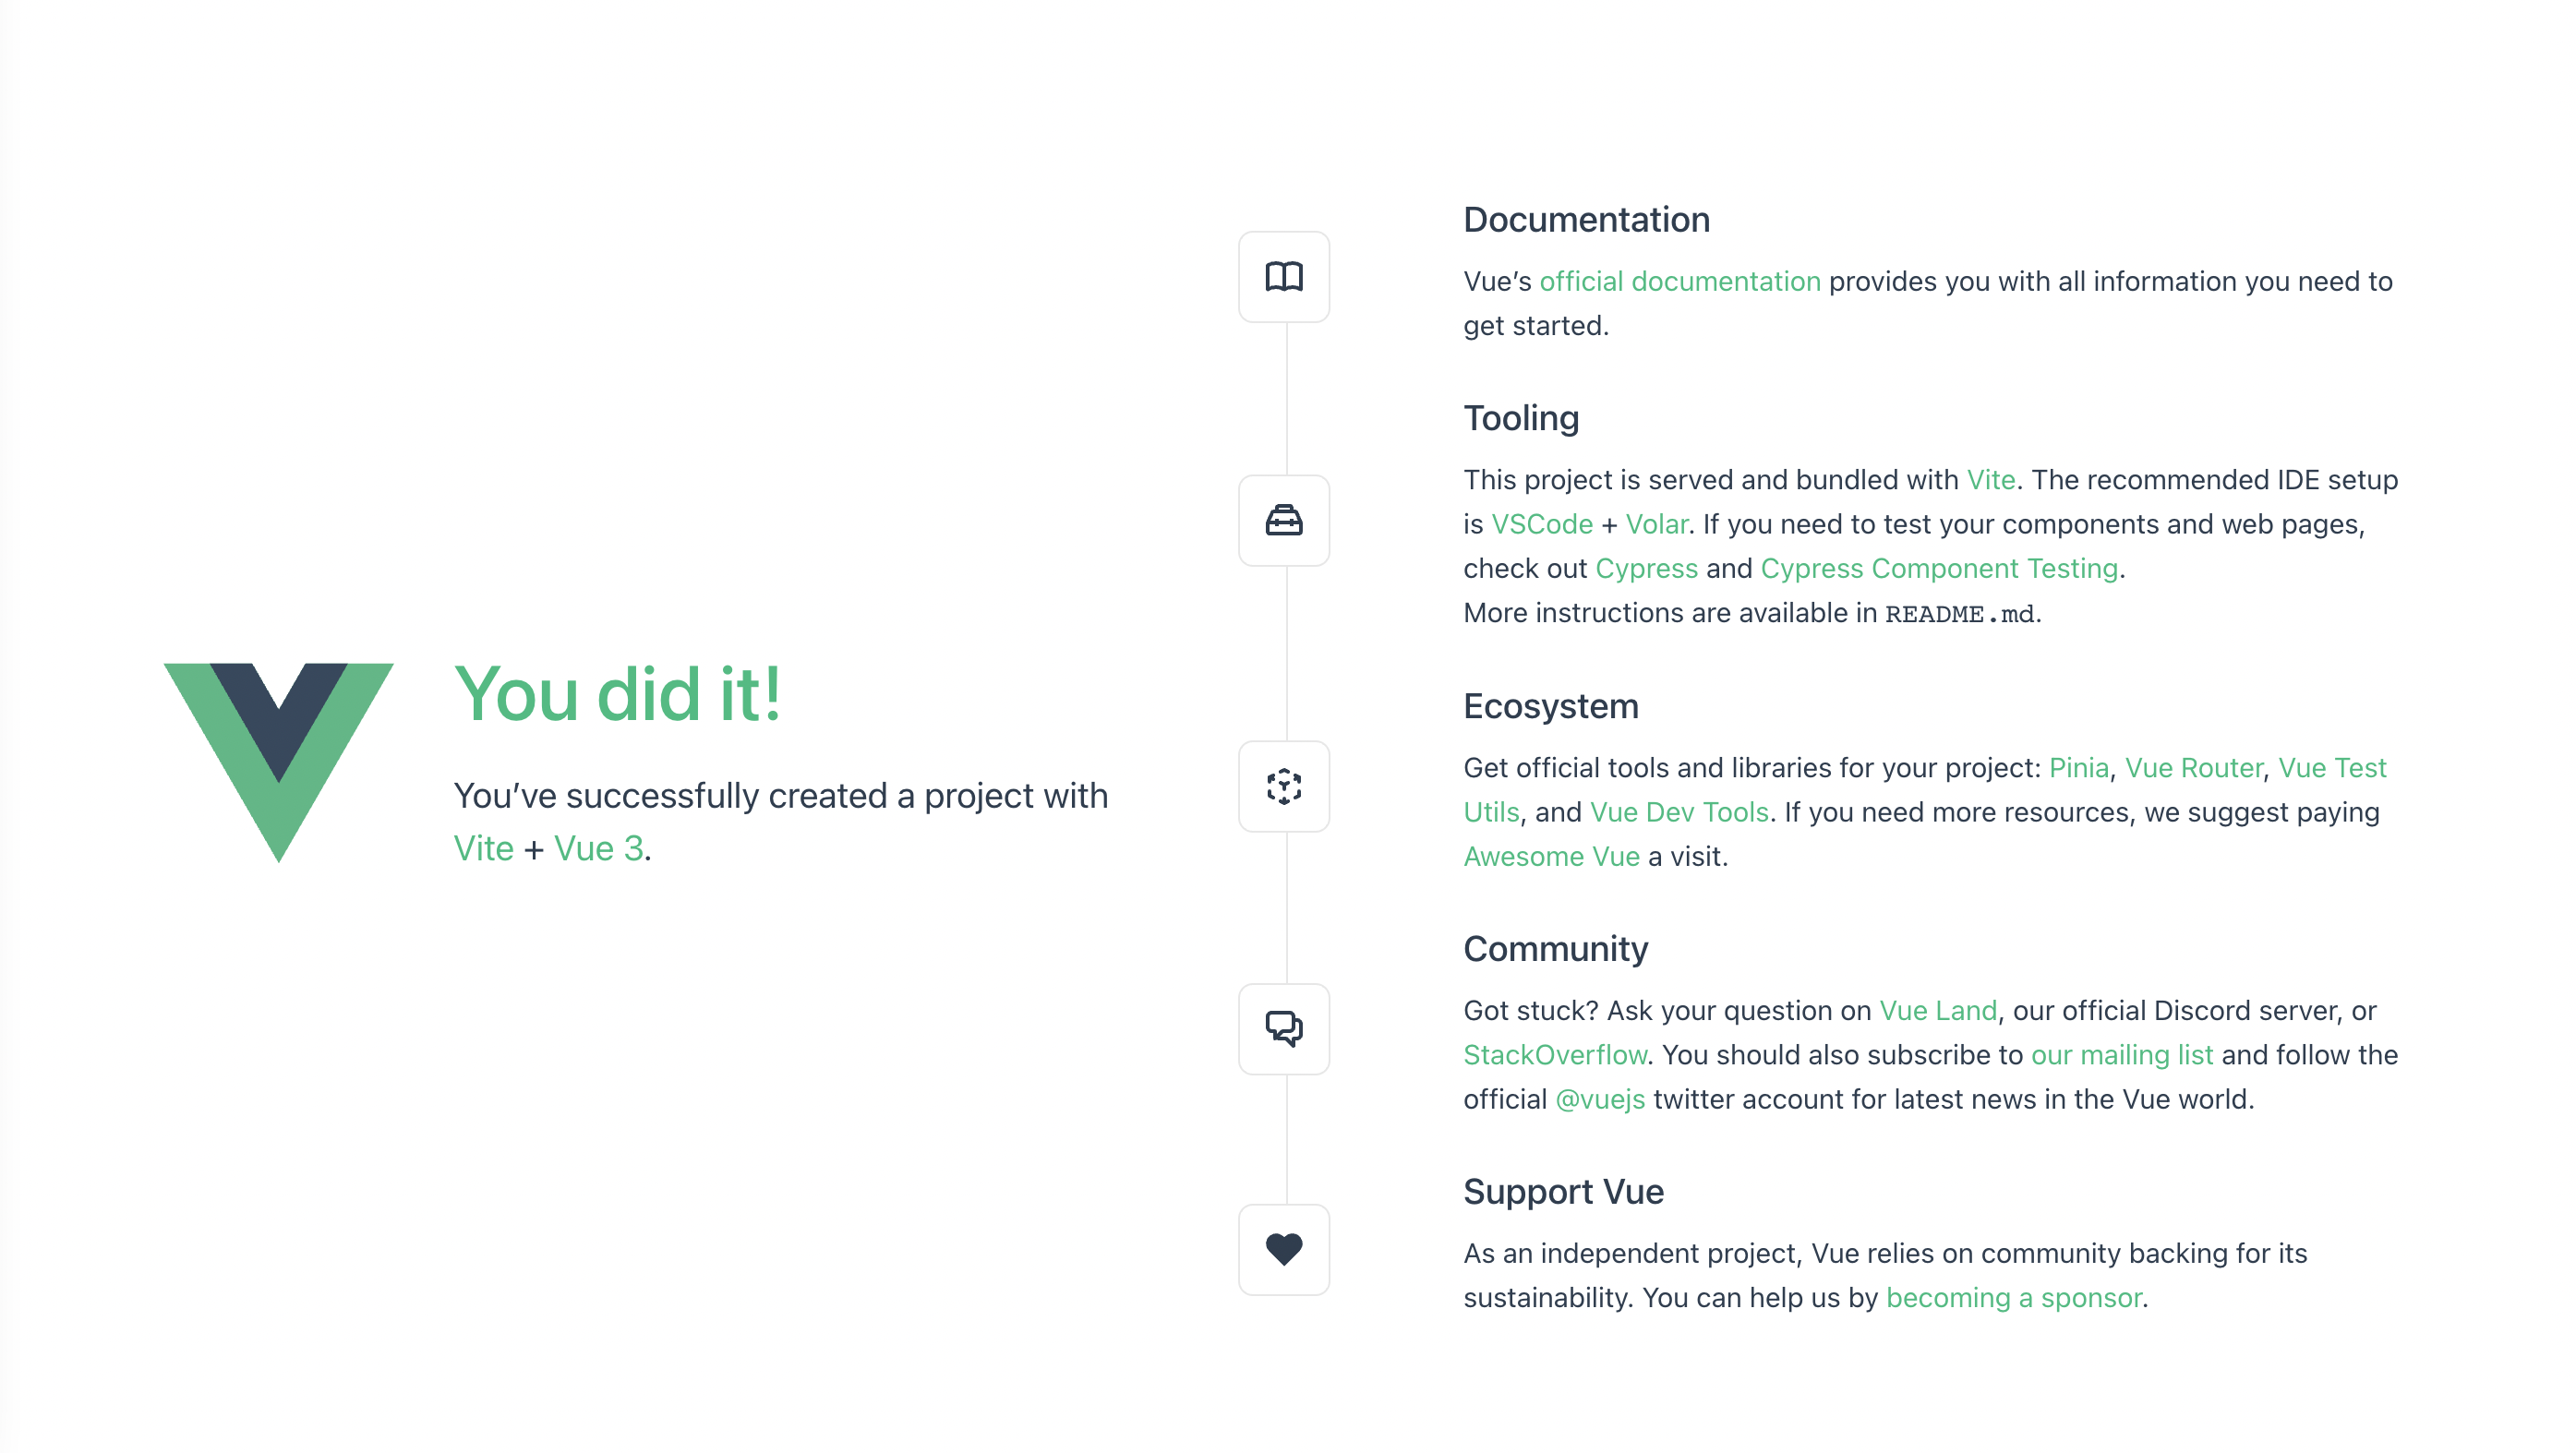 You did it!
You’ve successfully created a project with
Vite + Vue 3.
Documentation
Vue’s official documentation provides you with all information you need to
get started.
Tooling
This project is served and bundled with Vite. The recommended IDE setup
is VSCode + Volar. If you need to test your components and web pages,
check out Cypress and Cypress Component Testing.
More instructions are available in README.md.
Ecosystem
Get official tools and libraries for your project: Pinia, Vue Router, Vue Test
Utils, and Vue Dev Tools. If you need more resources, we suggest paying
Awesome Vue a visit.
Community
Got stuck? Ask your question on Vue Land, our official Discord server, or
StackOverflow. You should also subscribe to our mailing list and follow the
official @vuejs twitter account for latest news in the Vue world.
Support Vue
As an independent project, Vue relies on community backing for its
sustainability. You can help us by becoming a sponsor.